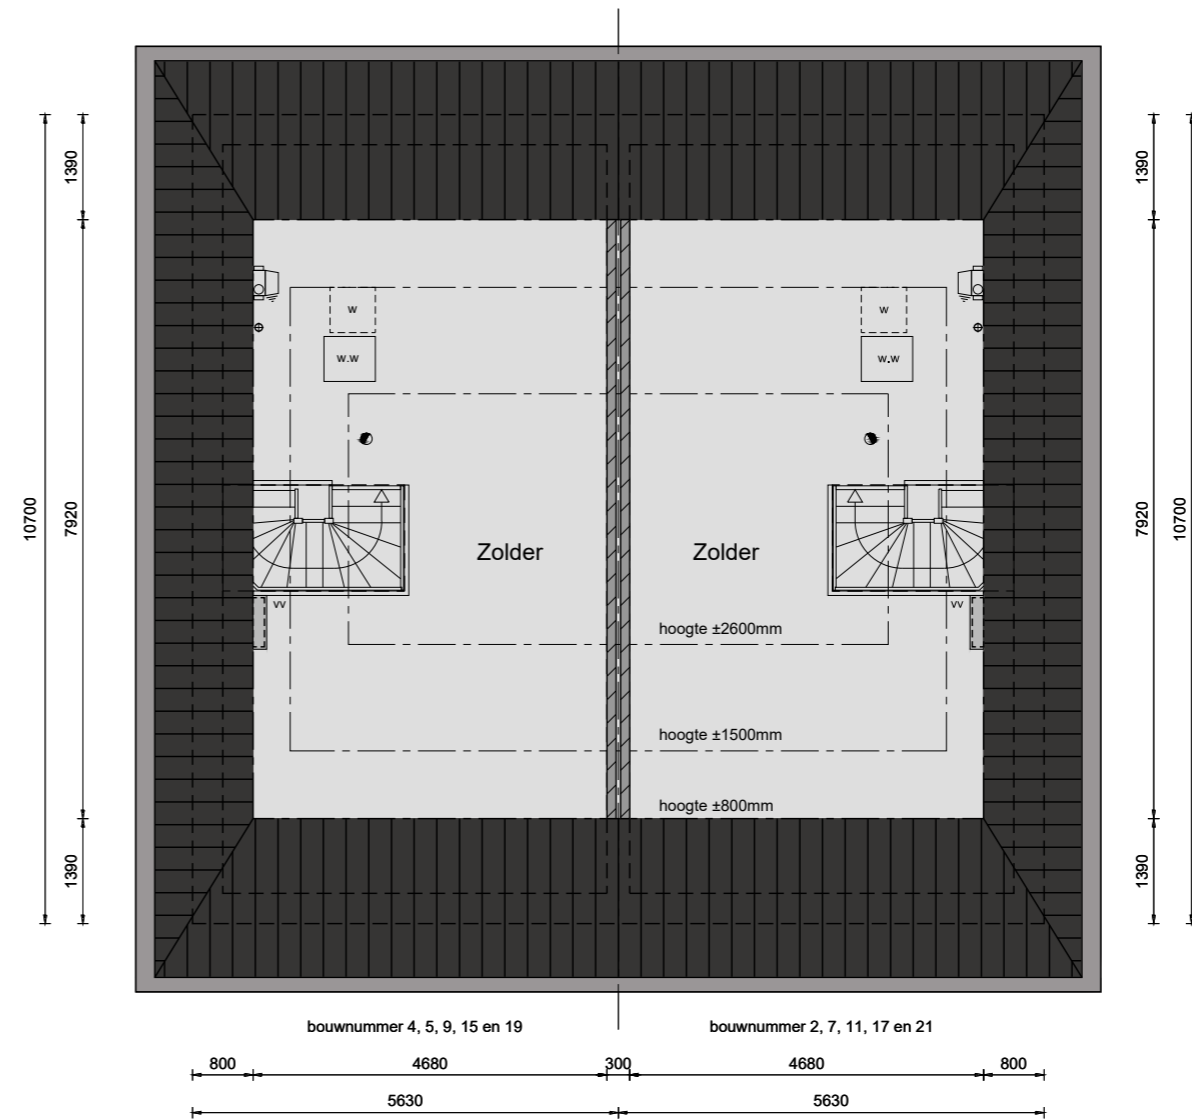 1390
1390
w
w
w.w
w.w
10700
7920
7920
10700
Zolder
Zolder
vv
vv
hoogte ±2600mm
hoogte ±1500mm
hoogte ±800mm
1390
1390
bouwnummer 4, 5, 9, 15 en 19
bouwnummer 2, 7, 11, 17 en 21
800
4680
300
4680
800
5630
5630